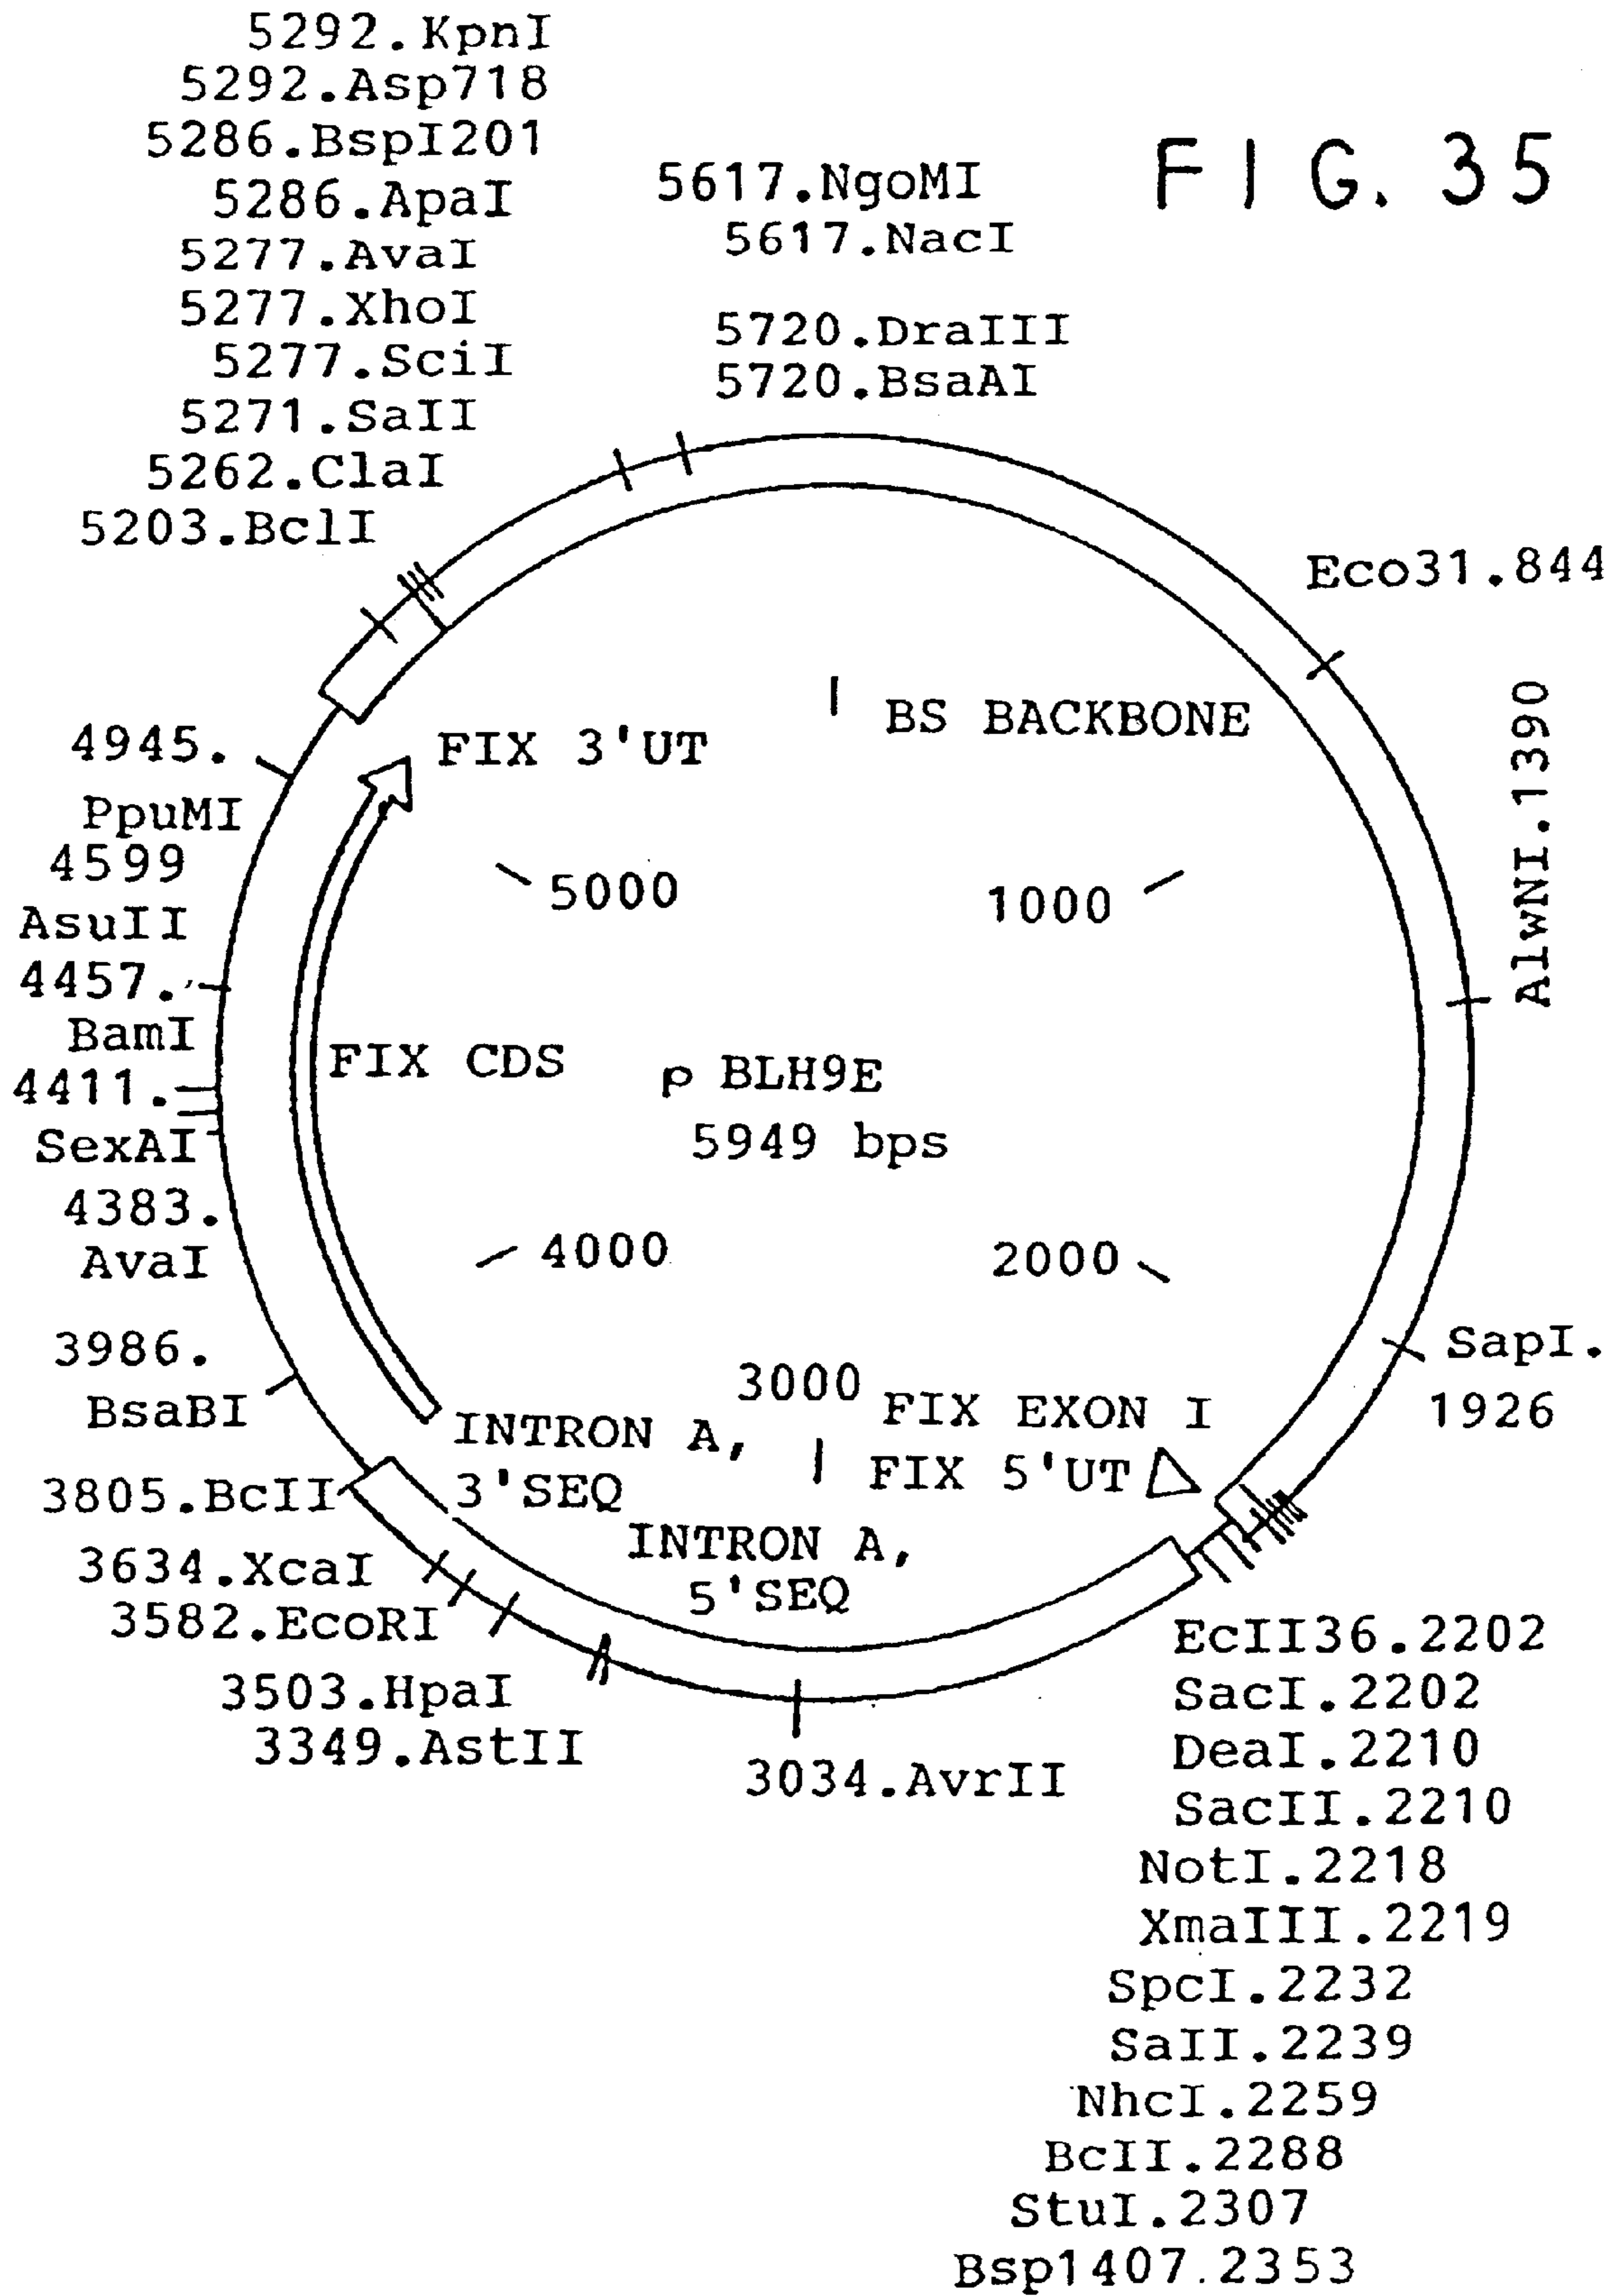 5292.KpnI
5292.Asp718
5286.BspI201
5286.ApaI
5277.AvaI
5277.XhoI
5277.SciI
5271.SaII
5262.ClaI
5203.BclI
5617.NgoMI
5617.NacI
FIG. 35
5720.DraIII
5720.BsaAI
Eco31.844
AlwNI.1390
BS BACKBONE
FIX 3'UT
4945.
PpuMI
4599
AsuII
4457.
BamI
4411.
SexAI
4383.
AvaI
3986.
BsaBI
5000
1000
FIX CDS
p BLH9E
5949 bps
4000
2000
3000
SapI.
1926
FIX EXON I
FIX 5'UT
INTRON A,
3'SEQ
INTRON A,
5'SEQ
3805.BcII
3634.XcaI
3582.EcoRI
3503.HpaI
3349.AstII
3034.AvrII
EcII36.2202
SacI.2202
DeaI.2210
SacII.2210
NotI.2218
XmaIII.2219
SpcI.2232
SaII.2239
NhcI.2259
BcII.2288
StuI.2307
Bsp1407.2353